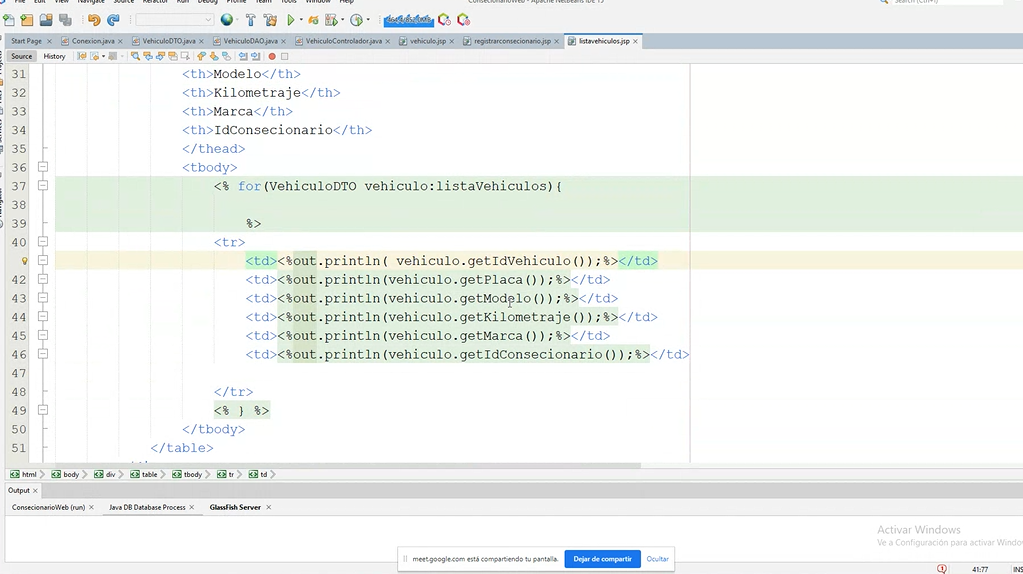 File Edit View Navigate Source Refactor Run Debug Profile Team Tools Window Help ConsecionarioWeb - Apache NetBeans IDE 13 Search (Ctrl+I)
Start Page Conexion.java VehiculoDTO.java VehiculoDAO.java VehiculoControlador.java vehiculo.jsp registrarconsecionario.jsp listavehiculos.jsp
Source History
31 <th>Modelo</th>
32 <th>Kilometraje</th>
33 <th>Marca</th>
34 <th>IdConsecionario</th>
35 </thead>
36 <tbody>
37 <% for(VehiculoDTO vehiculo:listaVehiculos){
38
39 %>
40 <tr>
<td><%out.println( vehiculo.getIdVehiculo());%></td>
42 <td><%out.println(vehiculo.getPlaca());%></td>
43 <td><%out.println(vehiculo.getModelo());%></td>
44 <td><%out.println(vehiculo.getKilometraje());%></td>
45 <td><%out.println(vehiculo.getMarca());%></td>
46 <td><%out.println(vehiculo.getIdConsecionario());%></td>
47
48 </tr>
49 <% } %>
50 </tbody>
51 </table>
html body div table tbody tr td
Output
ConsecionarioWeb (run) Java DB Database Process GlassFish Server
Activar Windows
Ve a Configuración para activar Windows
meet.google.com está compartiendo tu pantalla. Dejar de compartir Ocultar
41:77 INS